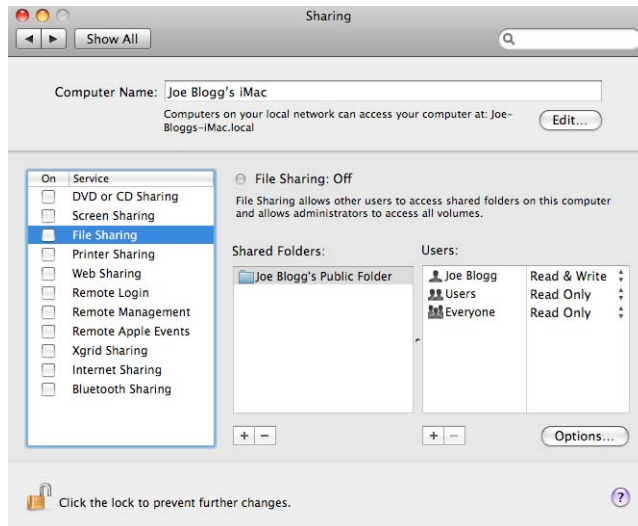 Sharing
Show All
Computer Name: Joe Blogg's iMac
Computers on your local network can access your computer at: Joe-
Bloggs-iMac.local
Edit...
On Service
DVD or CD Sharing
Screen Sharing
File Sharing
Printer Sharing
Web Sharing
Remote Login
Remote Management
Remote Apple Events
Xgrid Sharing
Internet Sharing
Bluetooth Sharing
File Sharing: Off
File Sharing allows other users to access shared folders on this computer
and allows administrators to access all volumes.
Shared Folders:
Joe Blogg's Public Folder
+ −
Users:
Joe Blogg Read & Write
Users Read Only
Everyone Read Only
+ −
Options...
Click the lock to prevent further changes.
?